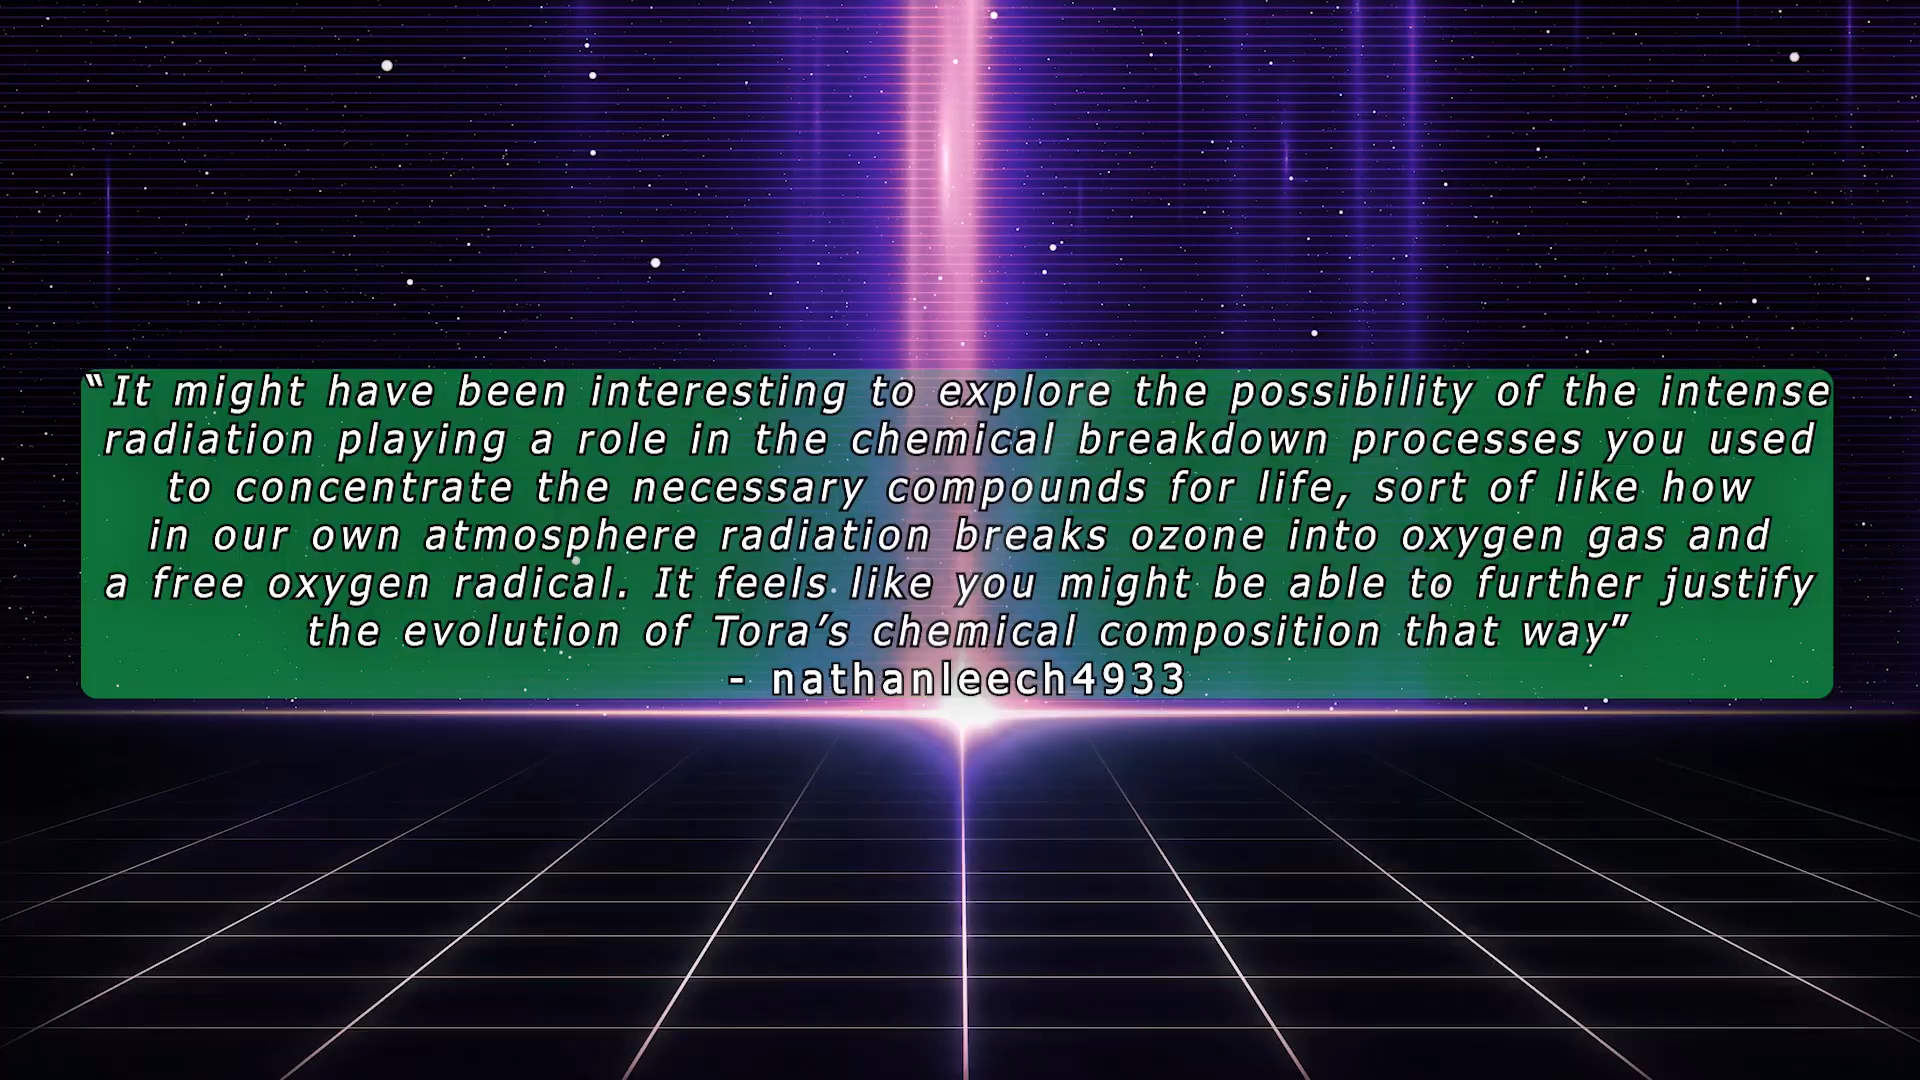 “It might have been interesting to explore the possibility of the intense
radiation playing a role in the chemical breakdown processes you used
to concentrate the necessary compounds for life, sort of like how
in our own atmosphere radiation breaks ozone into oxygen gas and
a free oxygen radical. It feels like you might be able to further justify
the evolution of Tora’s chemical composition that way”
- nathanleech4933